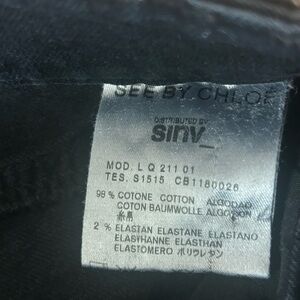 SEE BY CHLOE
DISTRIBUTED BY
sinv_
MOD. L Q 211 01
TES. S1515 CB1180026
98 % COTONE COTTON ALGODAO
COTON BAUMWOLLE ALGODON
綿
2 % ELASTAN ELASTANE ELASTANO
ELASTHANNE ELASTHAN
ELASTOMERO ポリウレタン